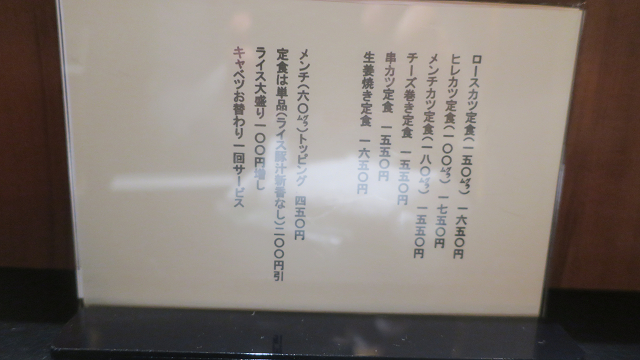 ロースカツ定食(一五〇㌘) 一六五〇円
ヒレカツ定食(一〇〇㌘) 一七五〇円
メンチカツ定食(一八〇㌘) 一五五〇円
チーズ巻き定食 一五五〇円
串カツ定食 一五五〇円
生姜焼き定食 一六五〇円
メンチ(六〇㌘)トッピング 四五〇円
定食は単品(ライス豚汁新香なし)二〇〇円引
ライス大盛り一〇〇円増し
キャベツお替わり一回サービス